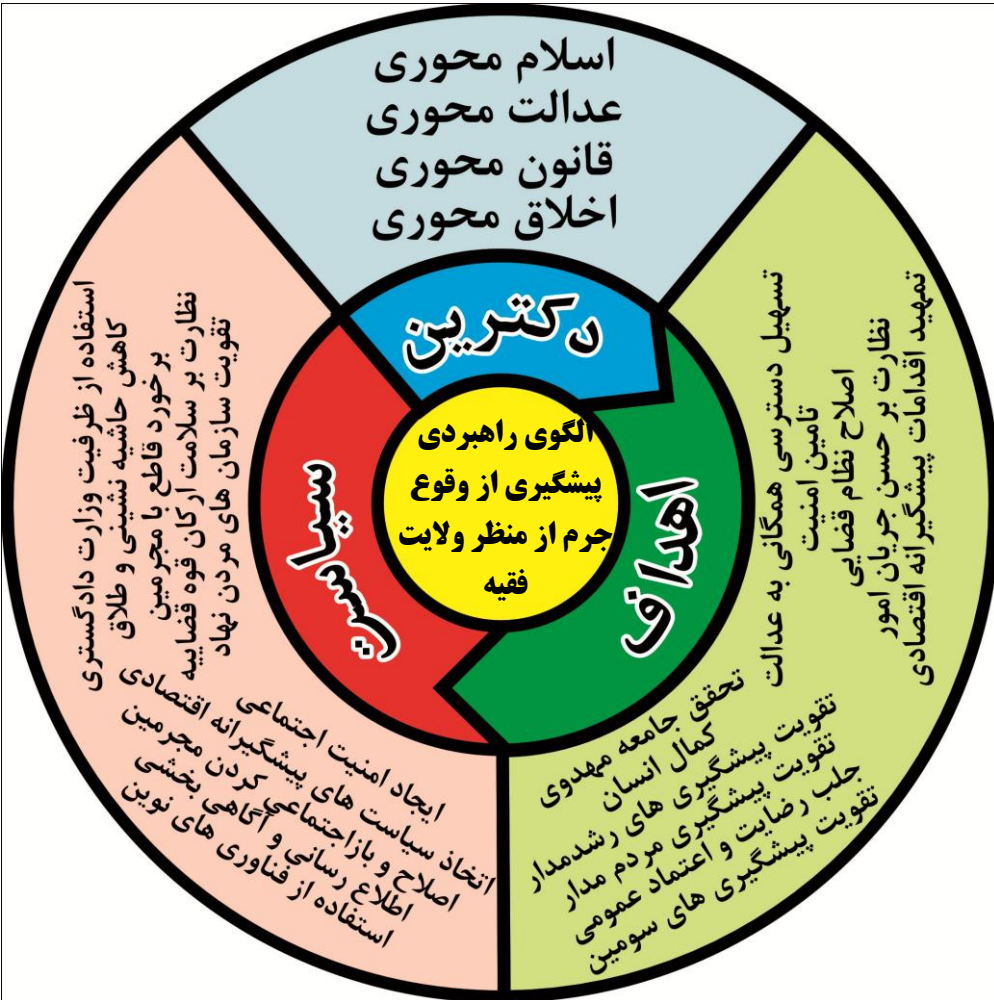 اسلام محوری
عدالت محوری
قانون محوری
اخلاق محوری
دکترین
الگوی راهبردی
پیشگیری از وقوع
جرم از منظر ولایت
فقیه
اهداف
تسهیل دسترسی همگانی به عدالت
تامین امنیت
اصلاح نظام قضایی
نظارت بر حسن جریان امور
تمهید اقدامات پیشگیرانه اقتصادی
تحقق جامعه مهدوی
کمال انسان
تقویت پیشگیری های رشدمدار
تقویت پیشگیری مردم مدار
جلب رضایت و اعتماد عمومی
تقویت پیشگیری های سومین
سیاست
استفاده از ظرفیت وزارت دادگستری
کاهش حاشیه نشینی و طلاق
برخورد قاطع با مجرمین
نظارت بر سلامت ارکان قوه قضاییه
تقویت سازمان های مردن نهاد
ایجاد امنیت اجتماعی
اتخاذ سیاست های پیشگیرانه اقتصادی
اصلاح و بازاجتماعی کردن مجرمین
اطلاع رسانی و آگاهی بخشی
استفاده از فناوری های نوین